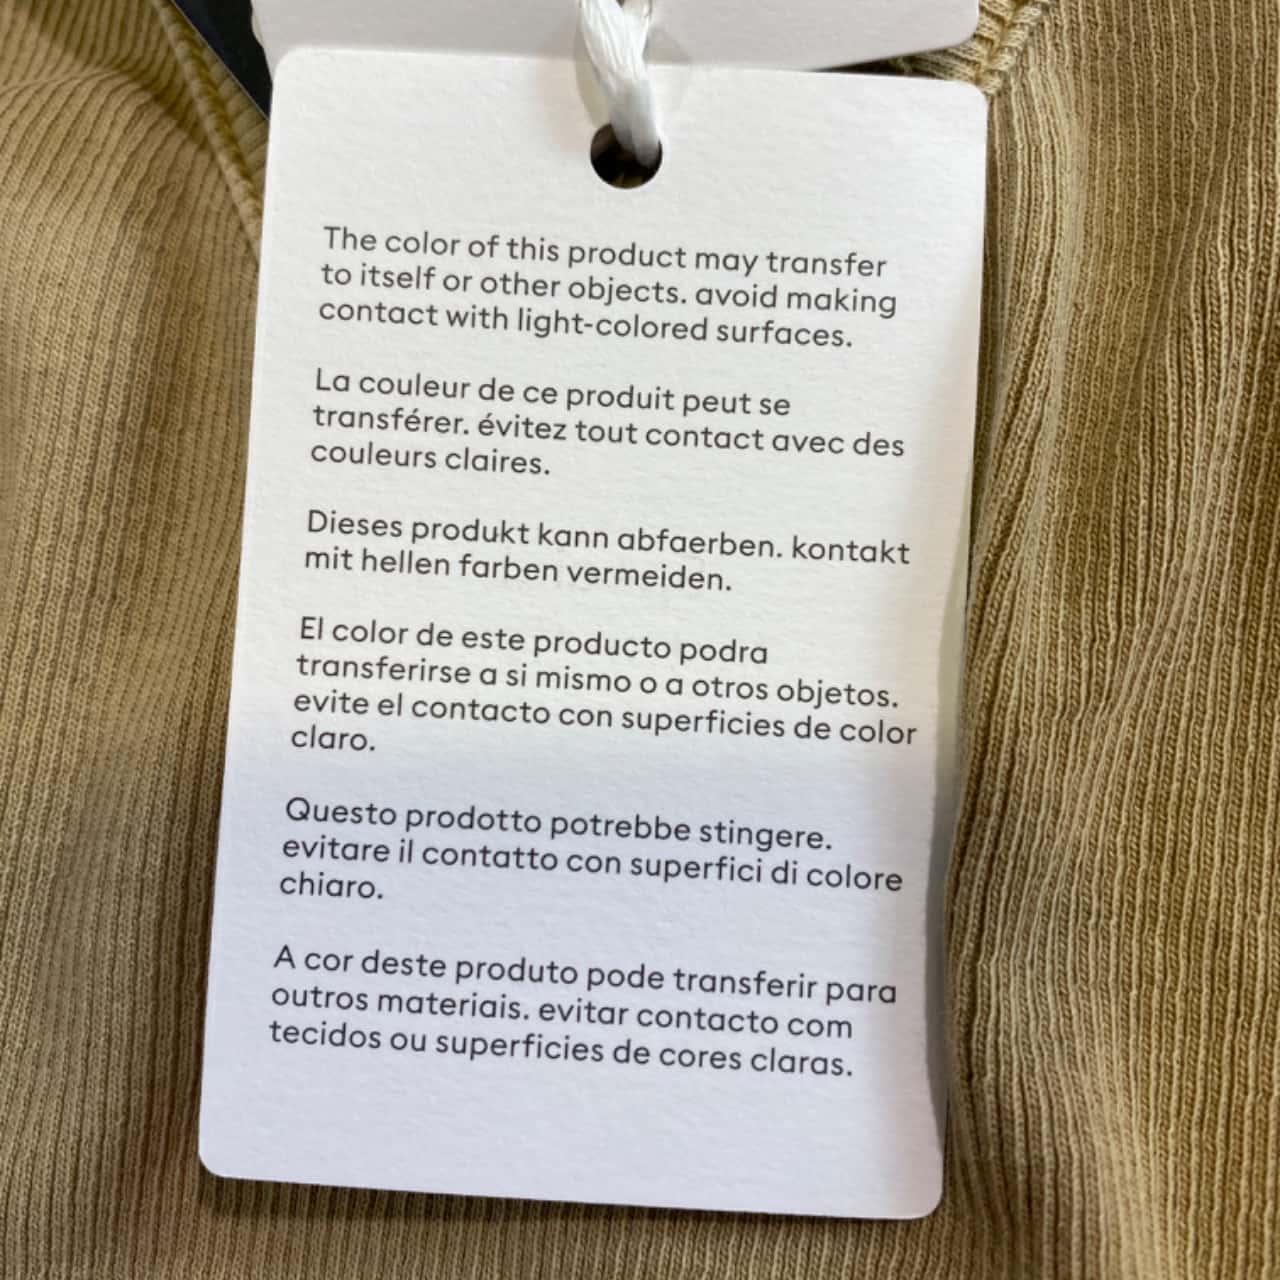 The color of this product may transfer
to itself or other objects. avoid making
contact with light-colored surfaces.
La couleur de ce produit peut se
transférer. évitez tout contact avec des
couleurs claires.
Dieses produkt kann abfaerben. kontakt
mit hellen farben vermeiden.
El color de este producto podra
transferirse a si mismo o a otros objetos.
evite el contacto con superficies de color
claro.
Questo prodotto potrebbe stingere.
evitare il contatto con superfici di colore
chiaro.
A cor deste produto pode transferir para
outros materiais. evitar contacto com
tecidos ou superficies de cores claras.